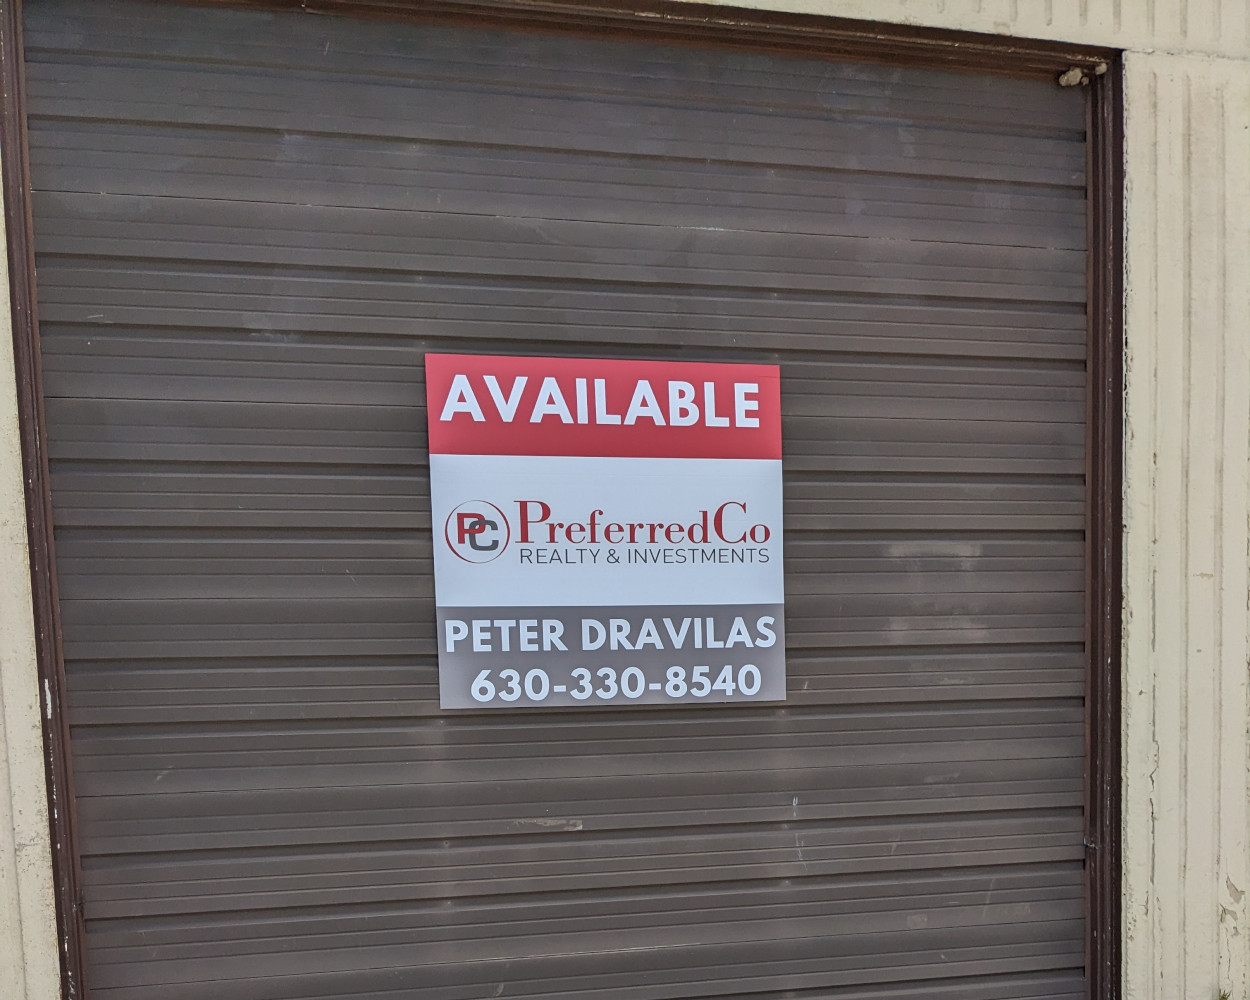 AVAILABLE
PC PreferredCo
REALTY & INVESTMENTS
PETER DRAVILAS
630-330-8540